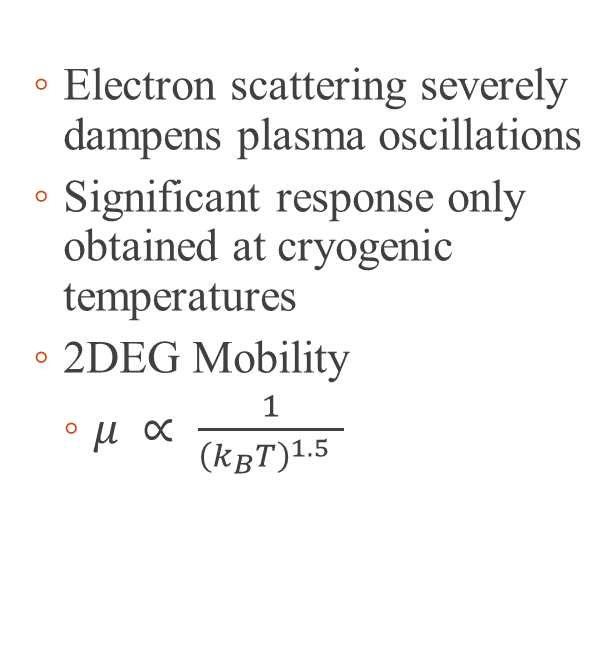 ◦ Electron scattering severely
dampens plasma oscillations
◦ Significant response only
obtained at cryogenic
temperatures
◦ 2DEG Mobility
◦ μ ∝ 1/(k_BT)^1.5